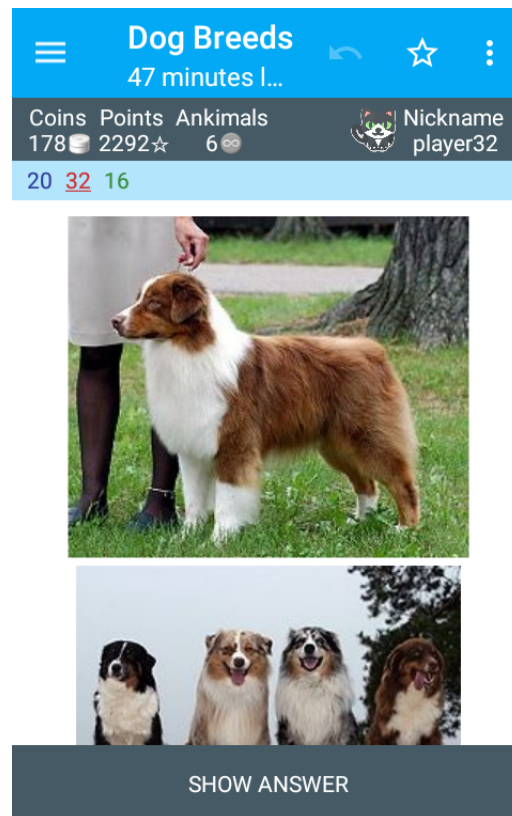 Dog Breeds
47 minutes l…
Coins Points Ankimals
178 2292☆ 6
Nickname
player32
20 32 16
SHOW ANSWER